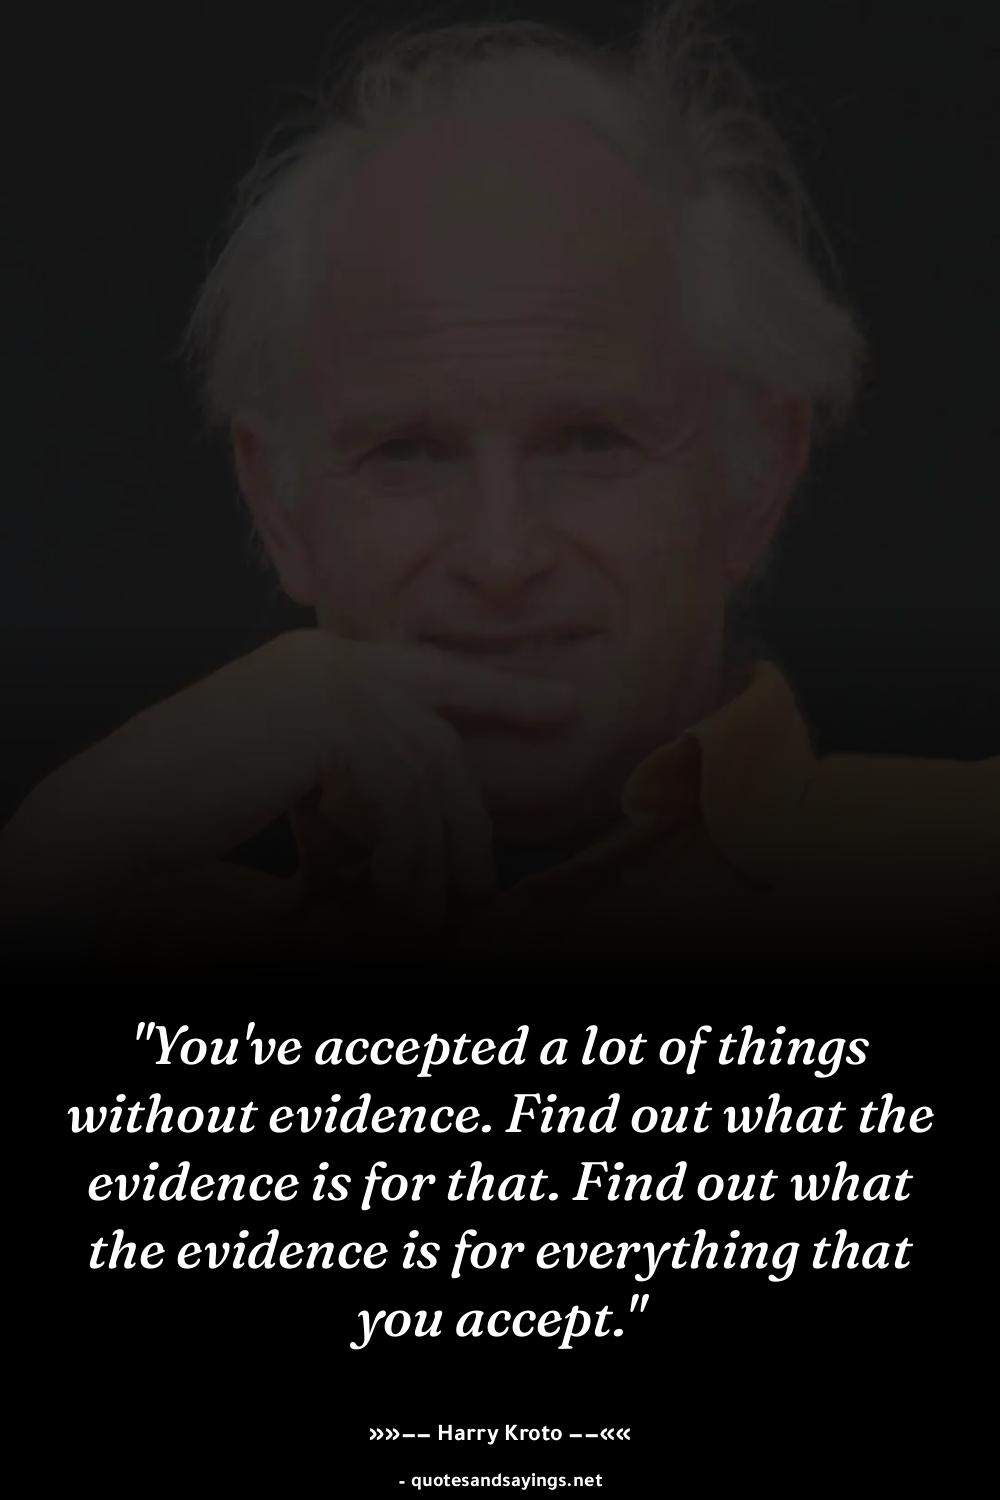 "You've accepted a lot of things
without evidence. Find out what the
evidence is for that. Find out what
the evidence is for everything that
you accept."
»»−− Harry Kroto −−««
- quotesandsayings.net